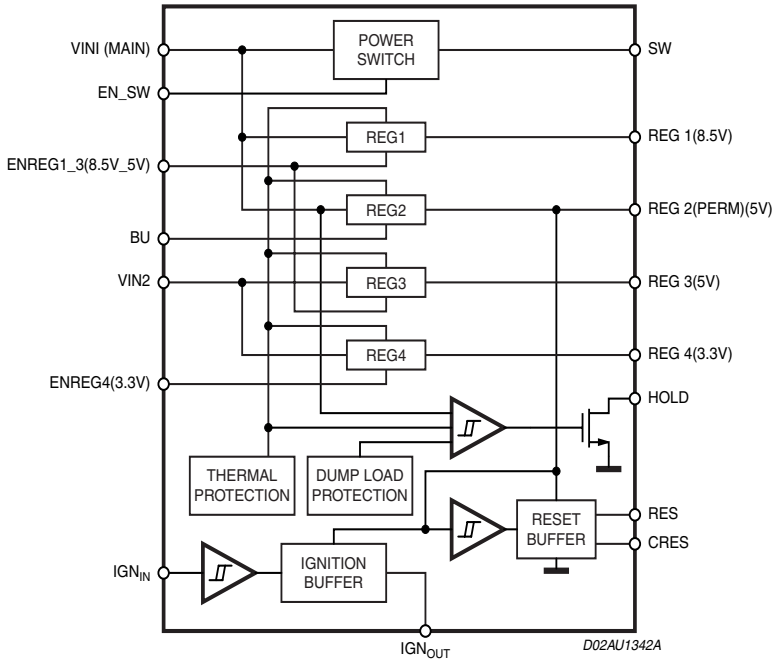 POWER
SWITCH
VINI (MAIN)
SW
EN_SW
REG1
REG 1(8.5V)
ENREG1_3(8.5V_5V)
REG2
REG 2(PERM)(5V)
BU
VIN2
REG3
REG 3(5V)
REG4
REG 4(3.3V)
ENREG4(3.3V)
HOLD
THERMAL
PROTECTION
DUMP LOAD
PROTECTION
RESET
BUFFER
RES
CRES
IGNIN
IGNITION
BUFFER
IGNOUT
D02AU1342A